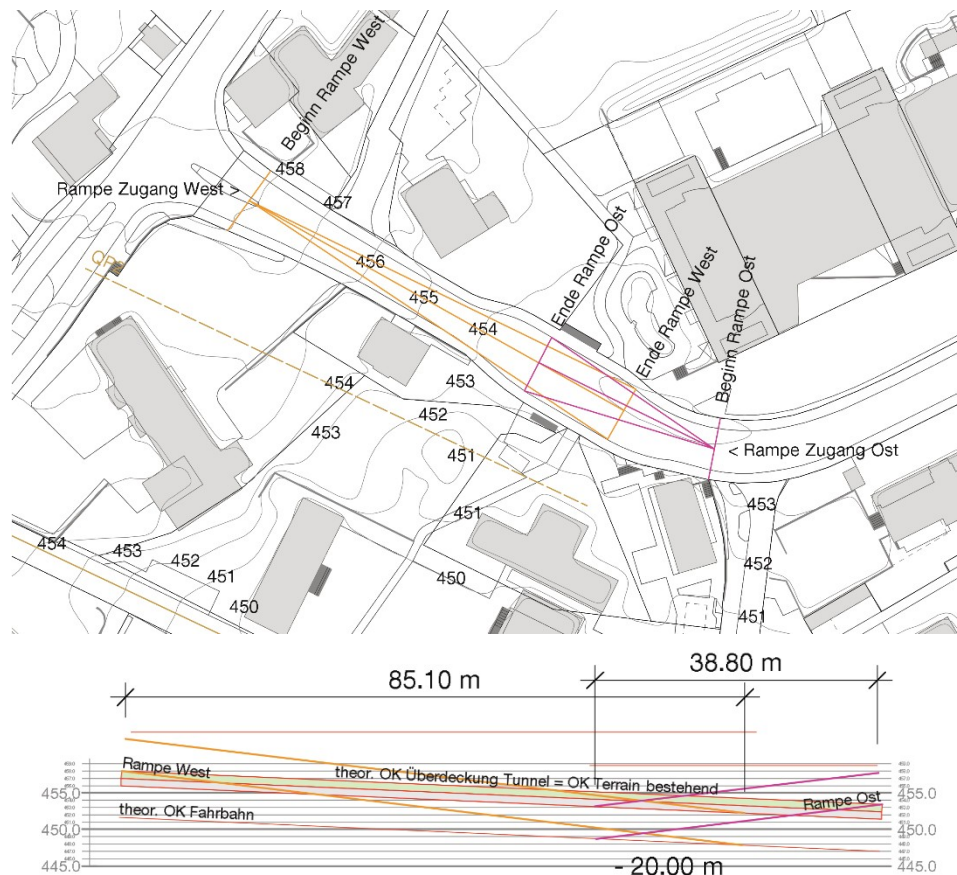 Beginn Rampe West
458
Rampe Zugang West >
457
456
455
454
Ende Rampe Ost
Ende Rampe West
Beginn Rampe Ost
< Rampe Zugang Ost
454
453
452
453
451
451
450
453
452
451
454
453
452
451
450
85.10 m
38.80 m
Rampe West
theor. OK Überdeckung Tunnel = OK Terrain bestehend
Rampe Ost
theor. OK Fahrbahn
455.0
455.0
450.0
450.0
445.0
445.0
- 20.00 m